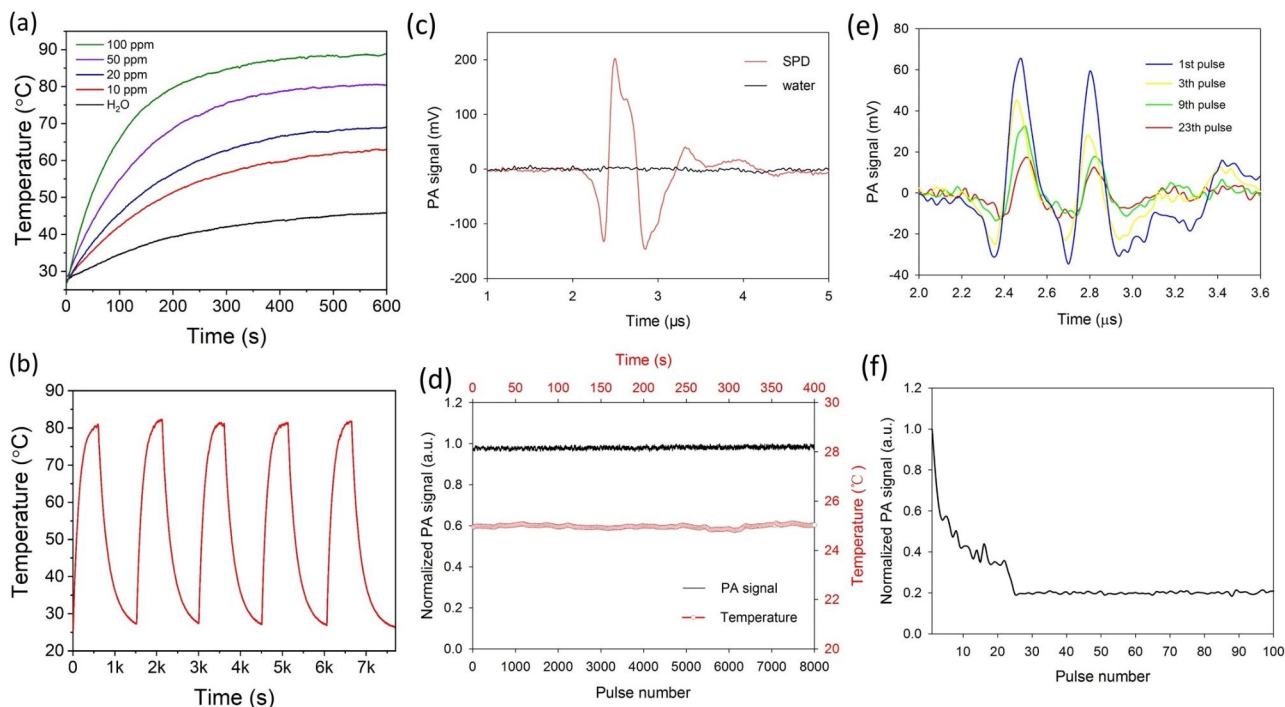 (a)
Temperature (°C)
90
80
70
60
50
40
30
100 ppm
50 ppm
20 ppm
10 ppm
H₂O
0 100 200 300 400 500 600
Time (s)
(c)
PA signal (mV)
200
100
0
-100
-200
SPD
water
1 2 3 4 5
Time (µs)
(e)
PA signal (mV)
80
60
40
20
0
-20
-40
1st pulse
3th pulse
9th pulse
23th pulse
2.0 2.2 2.4 2.6 2.8 3.0 3.2 3.4 3.6
Time (µs)
(b)
Temperature (°C)
90
80
70
60
50
40
30
20
0 1k 2k 3k 4k 5k 6k 7k
Time (s)
(d)
Time (s)
0 50 100 150 200 250 300 350 400
Normalized PA signal (a.u.)
1.2
1.0
0.8
0.6
0.4
0.2
0.0
30
28
26
24
22
20
Temperature (℃)
PA signal
Temperature
0 1000 2000 3000 4000 5000 6000 7000 8000
Pulse number
(f)
Normalized PA signal (a.u.)
1.2
1.0
0.8
0.6
0.4
0.2
0.0
10 20 30 40 50 60 70 80 90 100
Pulse number